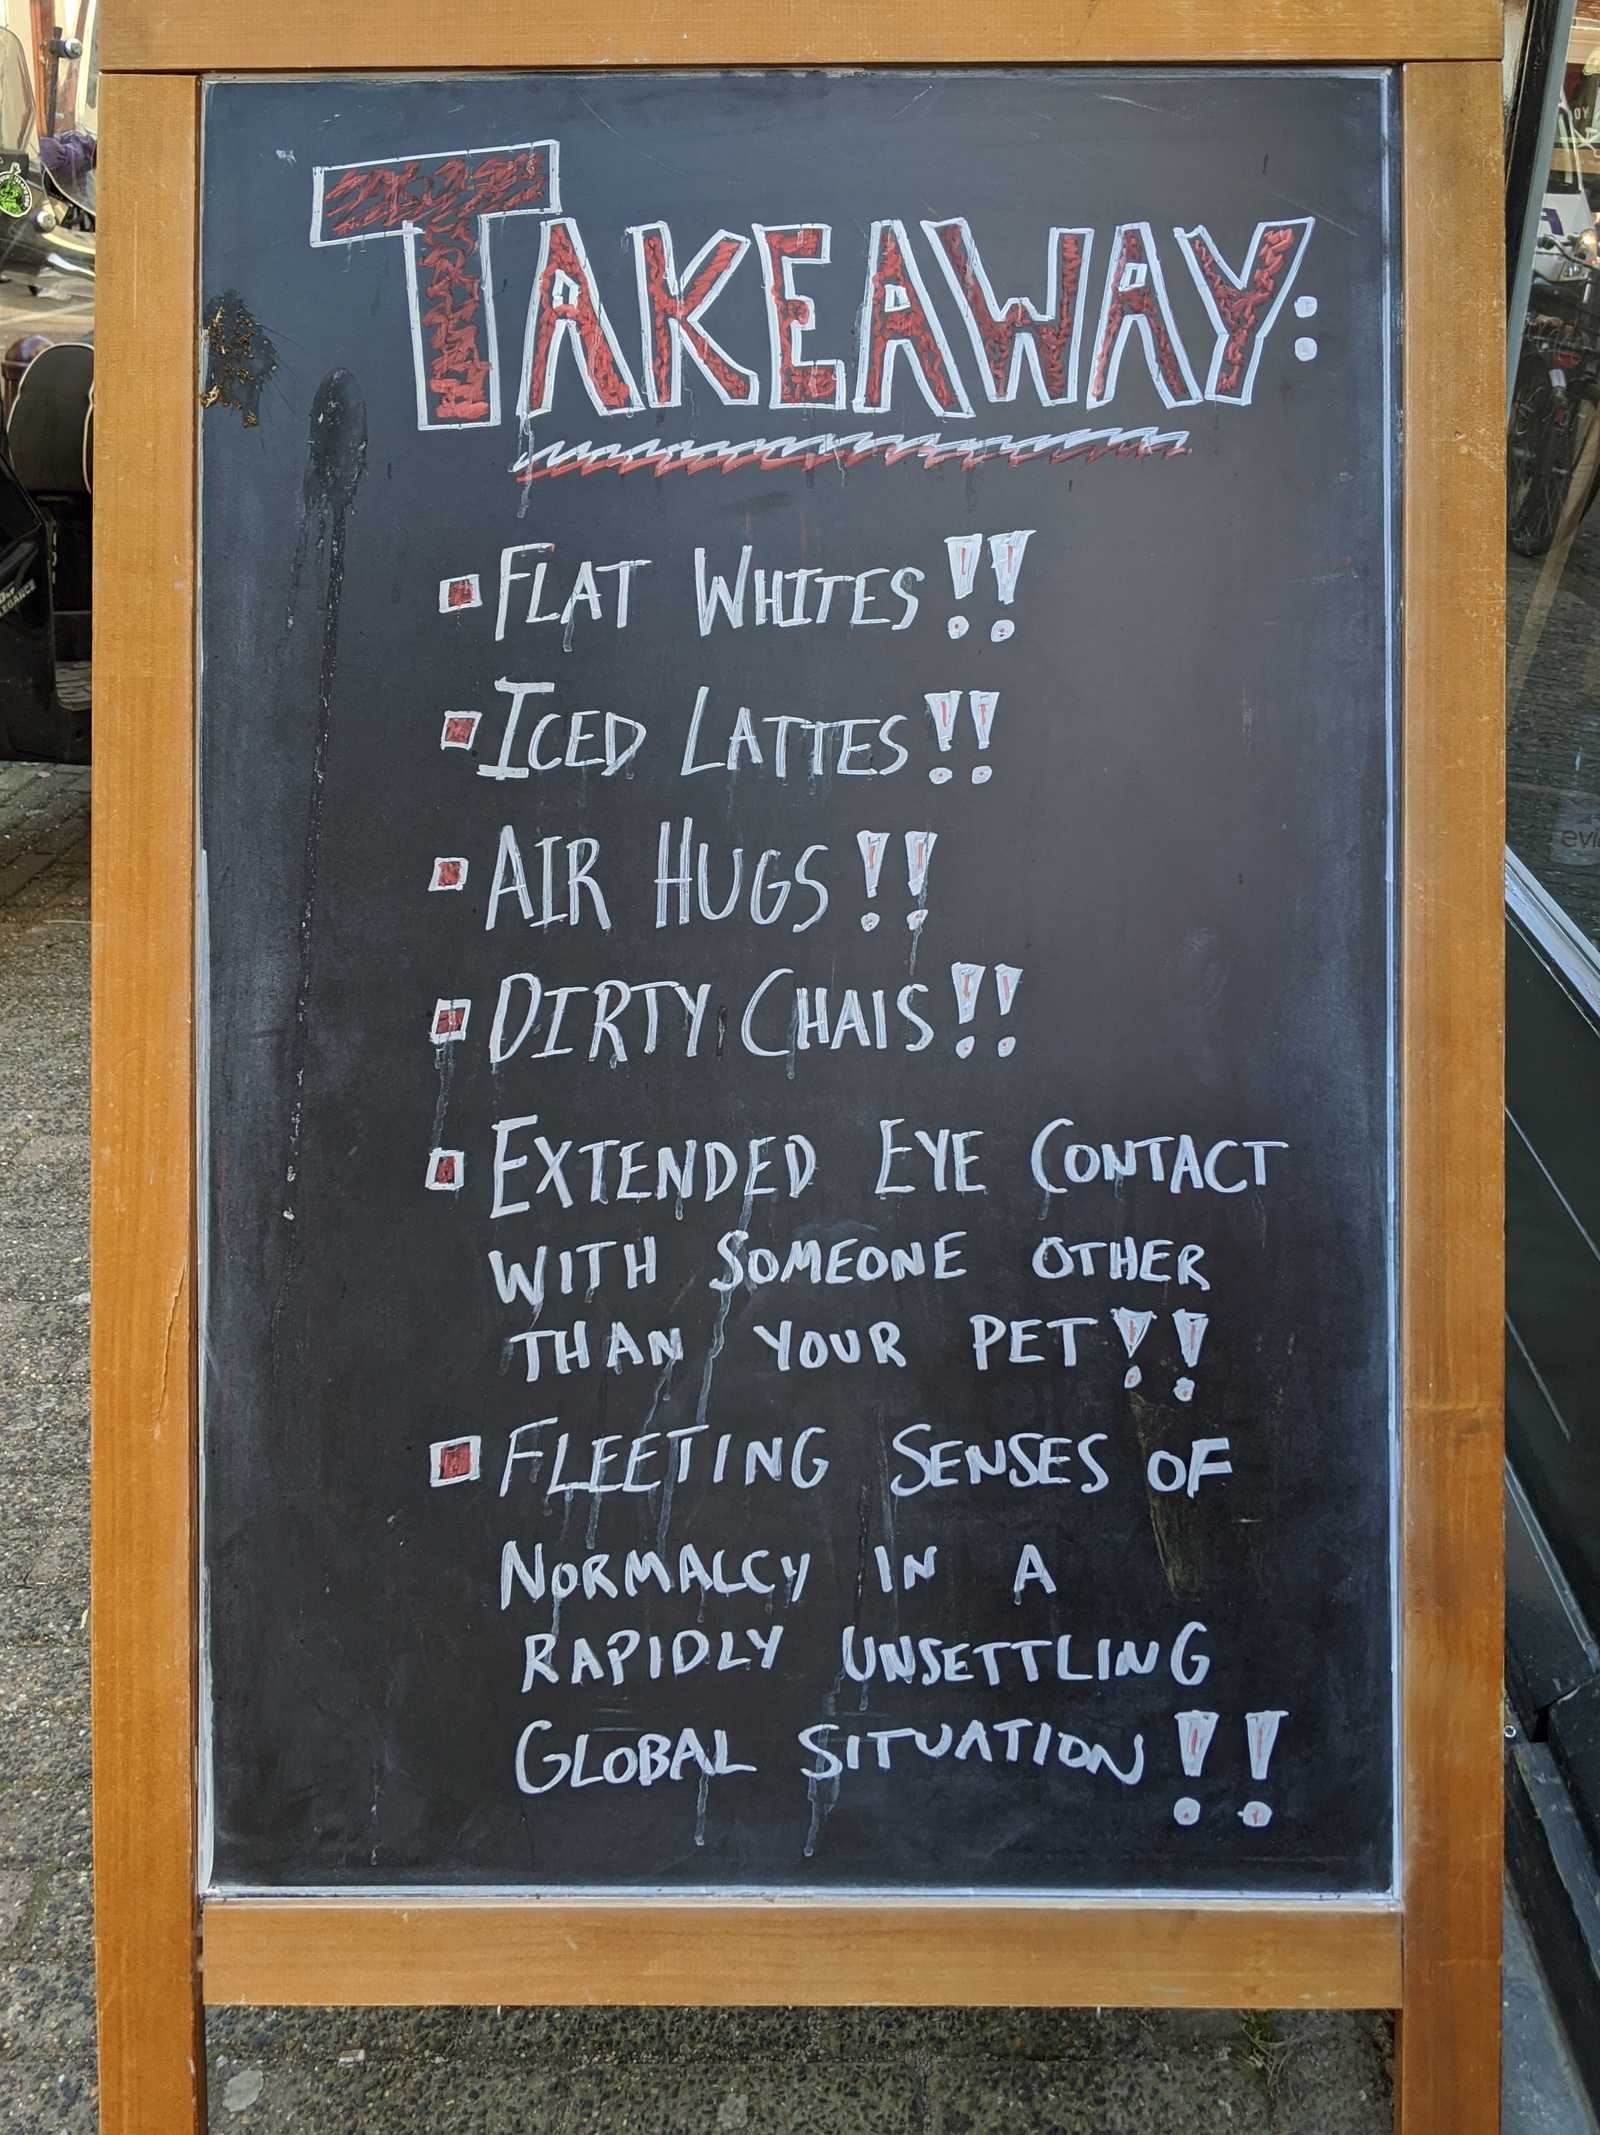 TAKEAWAY:
FLAT WHITES!!
ICED LATTES!!
AIR HUGS!!
DIRTY CHAIS!!
EXTENDED EYE CONTACT
WITH SOMEONE OTHER
THAN YOUR PET!!
FLEETING SENSES OF
NORMALCY IN A
RAPIDLY UNSETTLING
GLOBAL SITUATION!!